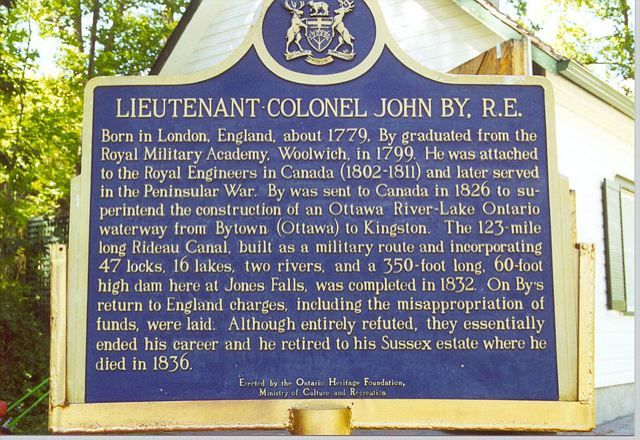 LIEUTENANT-COLONEL JOHN BY, R.E.
Born in London, England, about 1779, By graduated from the
Royal Military Academy, Woolwich, in 1799. He was attached
to the Royal Engineers in Canada (1802-1811) and later served
in the Peninsular War. By was sent to Canada in 1826 to su-
perintend the construction of an Ottawa River-Lake Ontario
waterway from Bytown (Ottawa) to Kingston. The 123-mile
long Rideau Canal, built as a military route and incorporating
47 locks, 16 lakes, two rivers, and a 350-foot long, 60-foot
high dam here at Jones Falls, was completed in 1832. On By's
return to England charges, including the misappropriation of
funds, were laid. Although entirely refuted, they essentially
ended his career and he retired to his Sussex estate where he
died in 1836.
Erected by the Ontario Heritage Foundation,
Ministry of Culture and Recreation